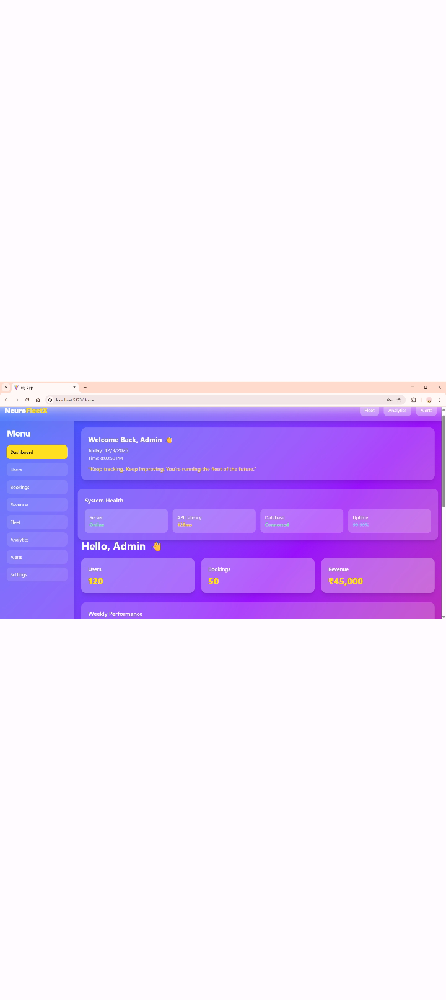 my-app
localhost:5173/Home
NeuroFleetX
Fleet
Analytics
Alerts
Menu
Dashboard
Users
Bookings
Revenue
Fleet
Analytics
Alerts
Settings
Welcome Back, Admin 👋
Today: 12/3/2025
Time: 8:00:50 PM
"Keep tracking. Keep improving. You're running the fleet of the future."
System Health
Server
Online
API Latency
128ms
Database
Connected
Uptime
99.99%
Hello, Admin 👋
Users
120
Bookings
50
Revenue
₹45,000
Weekly Performance